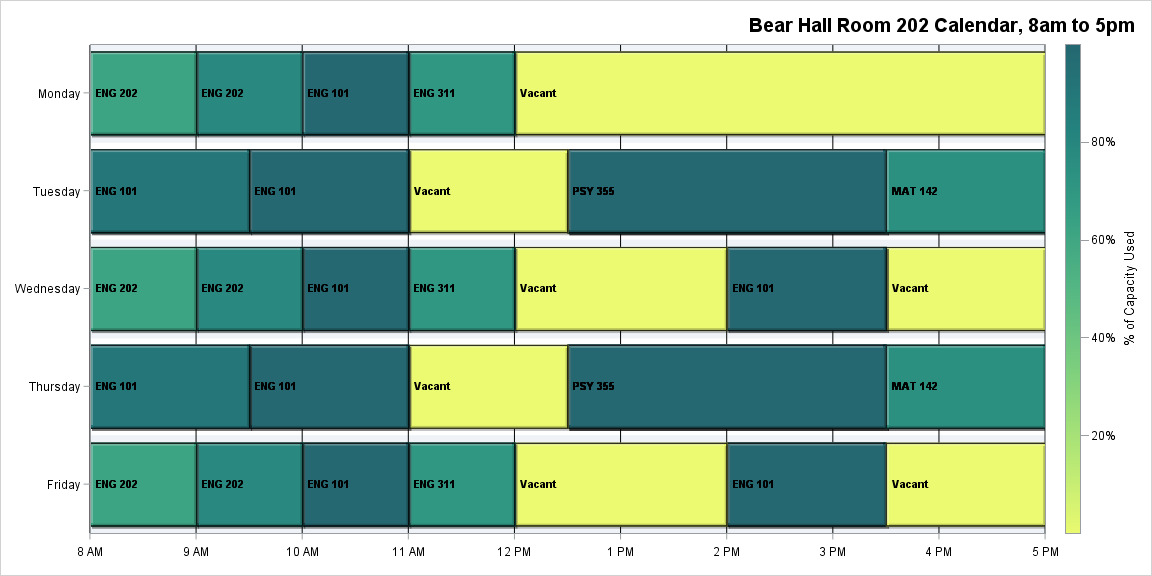 Bear Hall Room 202 Calendar, 8am to 5pm
Monday ENG 202 ENG 202 ENG 101 ENG 311 Vacant
Tuesday ENG 101 ENG 101 Vacant PSY 355 MAT 142
Wednesday ENG 202 ENG 202 ENG 101 ENG 311 Vacant ENG 101 Vacant
Thursday ENG 101 ENG 101 Vacant PSY 355 MAT 142
Friday ENG 202 ENG 202 ENG 101 ENG 311 Vacant ENG 101 Vacant
8 AM 9 AM 10 AM 11 AM 12 PM 1 PM 2 PM 3 PM 4 PM 5 PM
80%
60%
40%
20%
% of Capacity Used